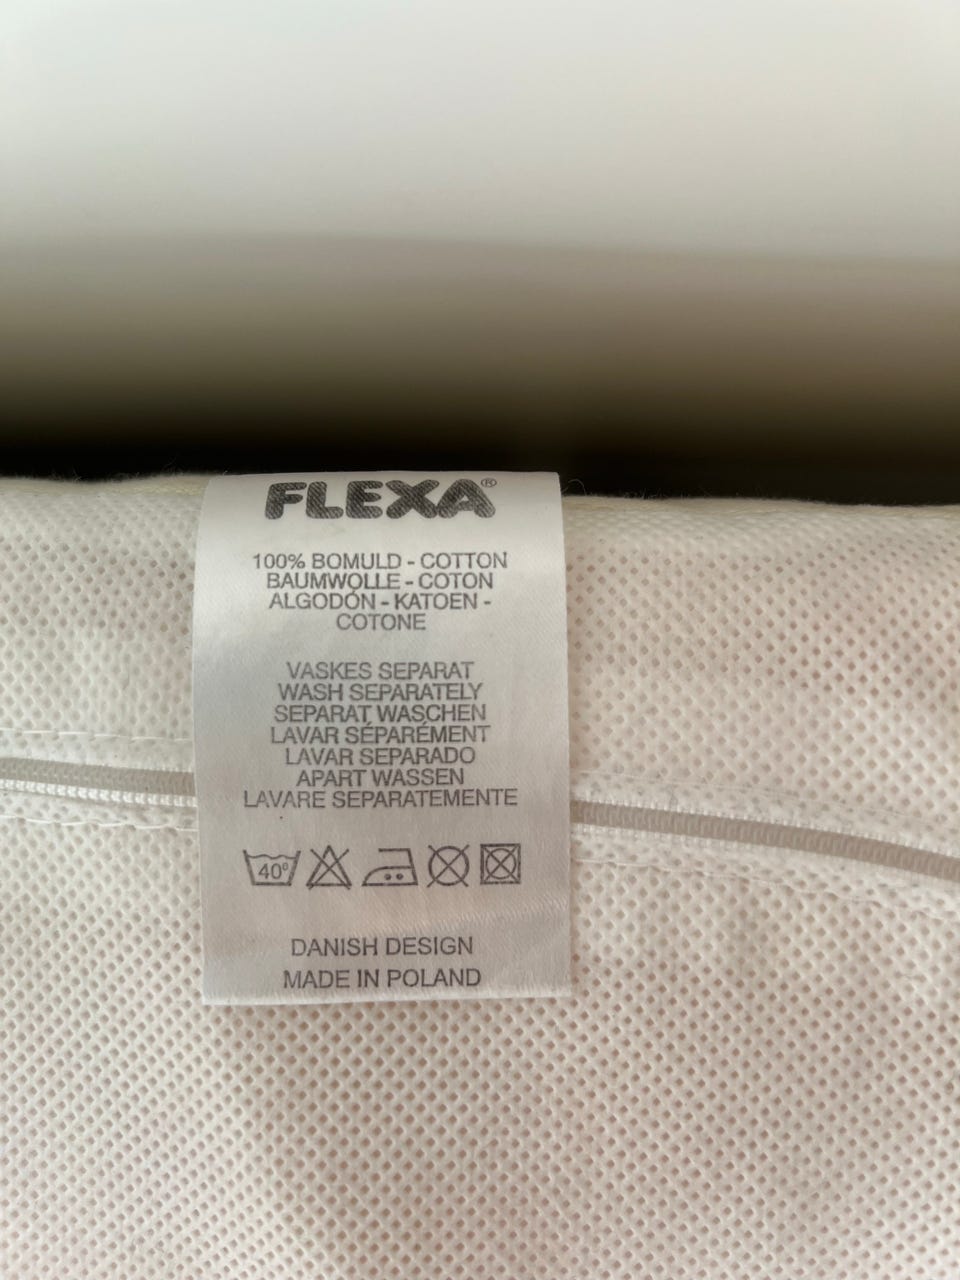 FLEXA®
100% BOMULD - COTTON
BAUMWOLLE - COTON
ALGODÓN - KATOEN -
COTONE
VASKES SEPARAT
WASH SEPARATELY
SEPARAT WASCHEN
LAVAR SÉPARÉMENT
LAVAR SEPARADO
APART WASSEN
LAVARE SEPARATEMENTE
40º
DANISH DESIGN
MADE IN POLAND